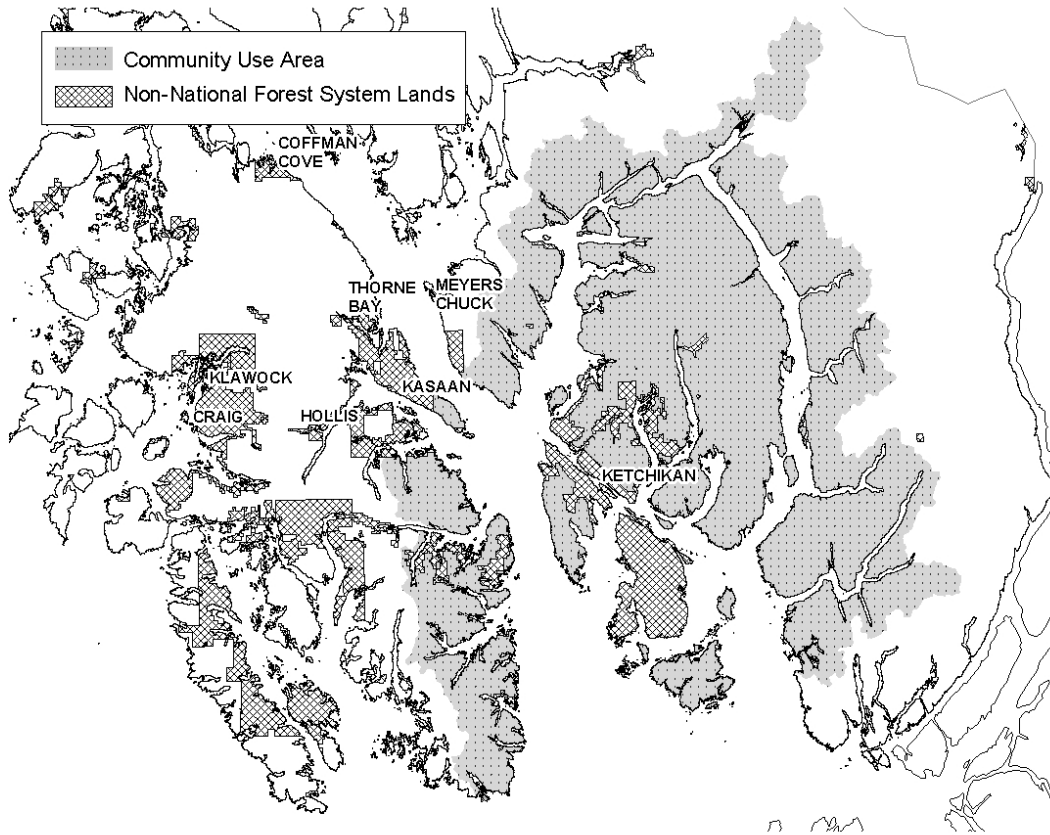 Community Use Area
Non-National Forest System Lands
COFFMAN
COVE
THORNE
BAY
MEYERS
CHUCK
KLAWOCK
KASAAN
CRAIG
HOLLIS
KETCHIKAN